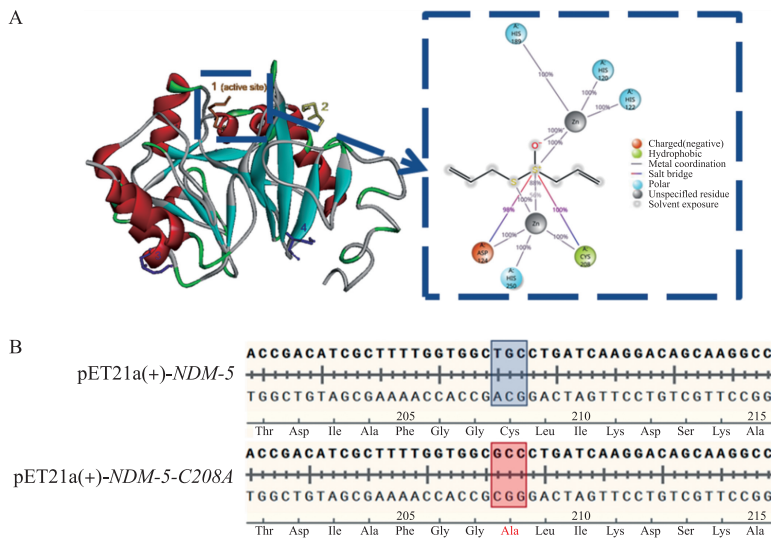 A
1 (active site)
2
4
A:
HIS
189
A:
HIS
120
A:
HIS
122
100%
100%
100%
Zn
100%
100%
O
88%
100%
98%
100%
Zn
100%
100%
100%
A:
ASP
124
A:
HIS
250
A:
CYS
208
Charged(negative)
Hydrophobic
Metal coordination
Salt bridge
Polar
Unspecifled residue
Solvent exposure
B
pET21a(+)-NDM-5
ACCGACATCGCTTTTGGTGGCTGCCTGATCAAGGACAGCAAGGCC
TGGCTGTAGCGAAAACCACCGACGGACTAGTTCCTGTCGTTCCGG
205 210 215
Thr Asp Ile Ala Phe Gly Gly Cys Leu Ile Lys Asp Ser Lys Ala
pET21a(+)-NDM-5-C208A
ACCGACATCGCTTTTGGTGGCGCCCTGATCAAGGACAGCAAGGCC
TGGCTGTAGCGAAAACCACCGCGGGACTAGTTCCTGTCGTTCCGG
205 210 215
Thr Asp Ile Ala Phe Gly Gly Ala Leu Ile Lys Asp Ser Lys Ala